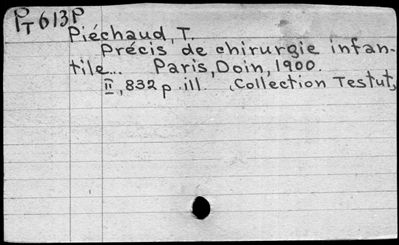 PT613P
Piéchaud, T.
Précis de chirurgie infan-
tile... Paris, Doin, 1900.
II, 832 p. ill. (Collection Testut,